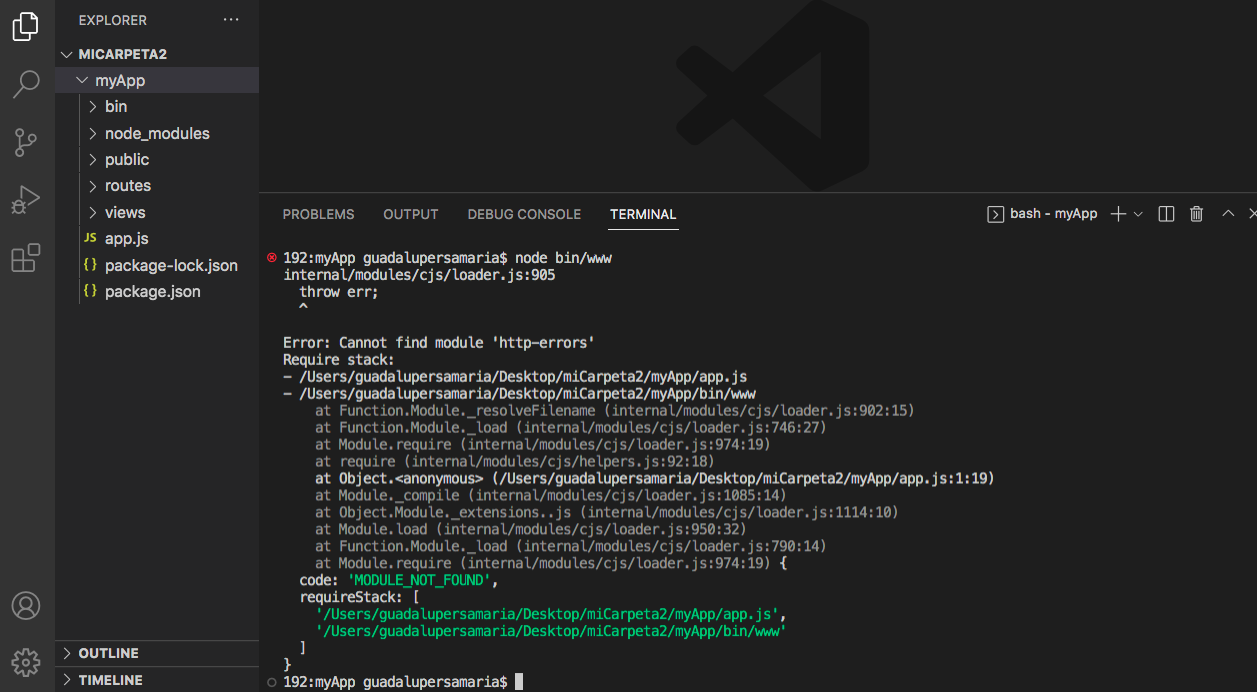 EXPLORER
MICARPETA2
myApp
bin
node_modules
public
routes
views
JS app.js
{} package-lock.json
{} package.json
OUTLINE
TIMELINE
PROBLEMS OUTPUT DEBUG CONSOLE TERMINAL
bash - myApp
192:myApp guadalupersamaria$ node bin/www
internal/modules/cjs/loader.js:905
  throw err;
  ^
Error: Cannot find module 'http-errors'
Require stack:
- /Users/guadalupersamaria/Desktop/miCarpeta2/myApp/app.js
- /Users/guadalupersamaria/Desktop/miCarpeta2/myApp/bin/www
    at Function.Module._resolveFilename (internal/modules/cjs/loader.js:902:15)
    at Function.Module._load (internal/modules/cjs/loader.js:746:27)
    at Module.require (internal/modules/cjs/loader.js:974:19)
    at require (internal/modules/cjs/helpers.js:92:18)
    at Object.<anonymous> (/Users/guadalupersamaria/Desktop/miCarpeta2/myApp/app.js:1:19)
    at Module._compile (internal/modules/cjs/loader.js:1085:14)
    at Object.Module._extensions..js (internal/modules/cjs/loader.js:1114:10)
    at Module.load (internal/modules/cjs/loader.js:950:32)
    at Function.Module._load (internal/modules/cjs/loader.js:790:14)
    at Module.require (internal/modules/cjs/loader.js:974:19) {
  code: 'MODULE_NOT_FOUND',
  requireStack: [
    '/Users/guadalupersamaria/Desktop/miCarpeta2/myApp/app.js',
    '/Users/guadalupersamaria/Desktop/miCarpeta2/myApp/bin/www'
  ]
}
192:myApp guadalupersamaria$